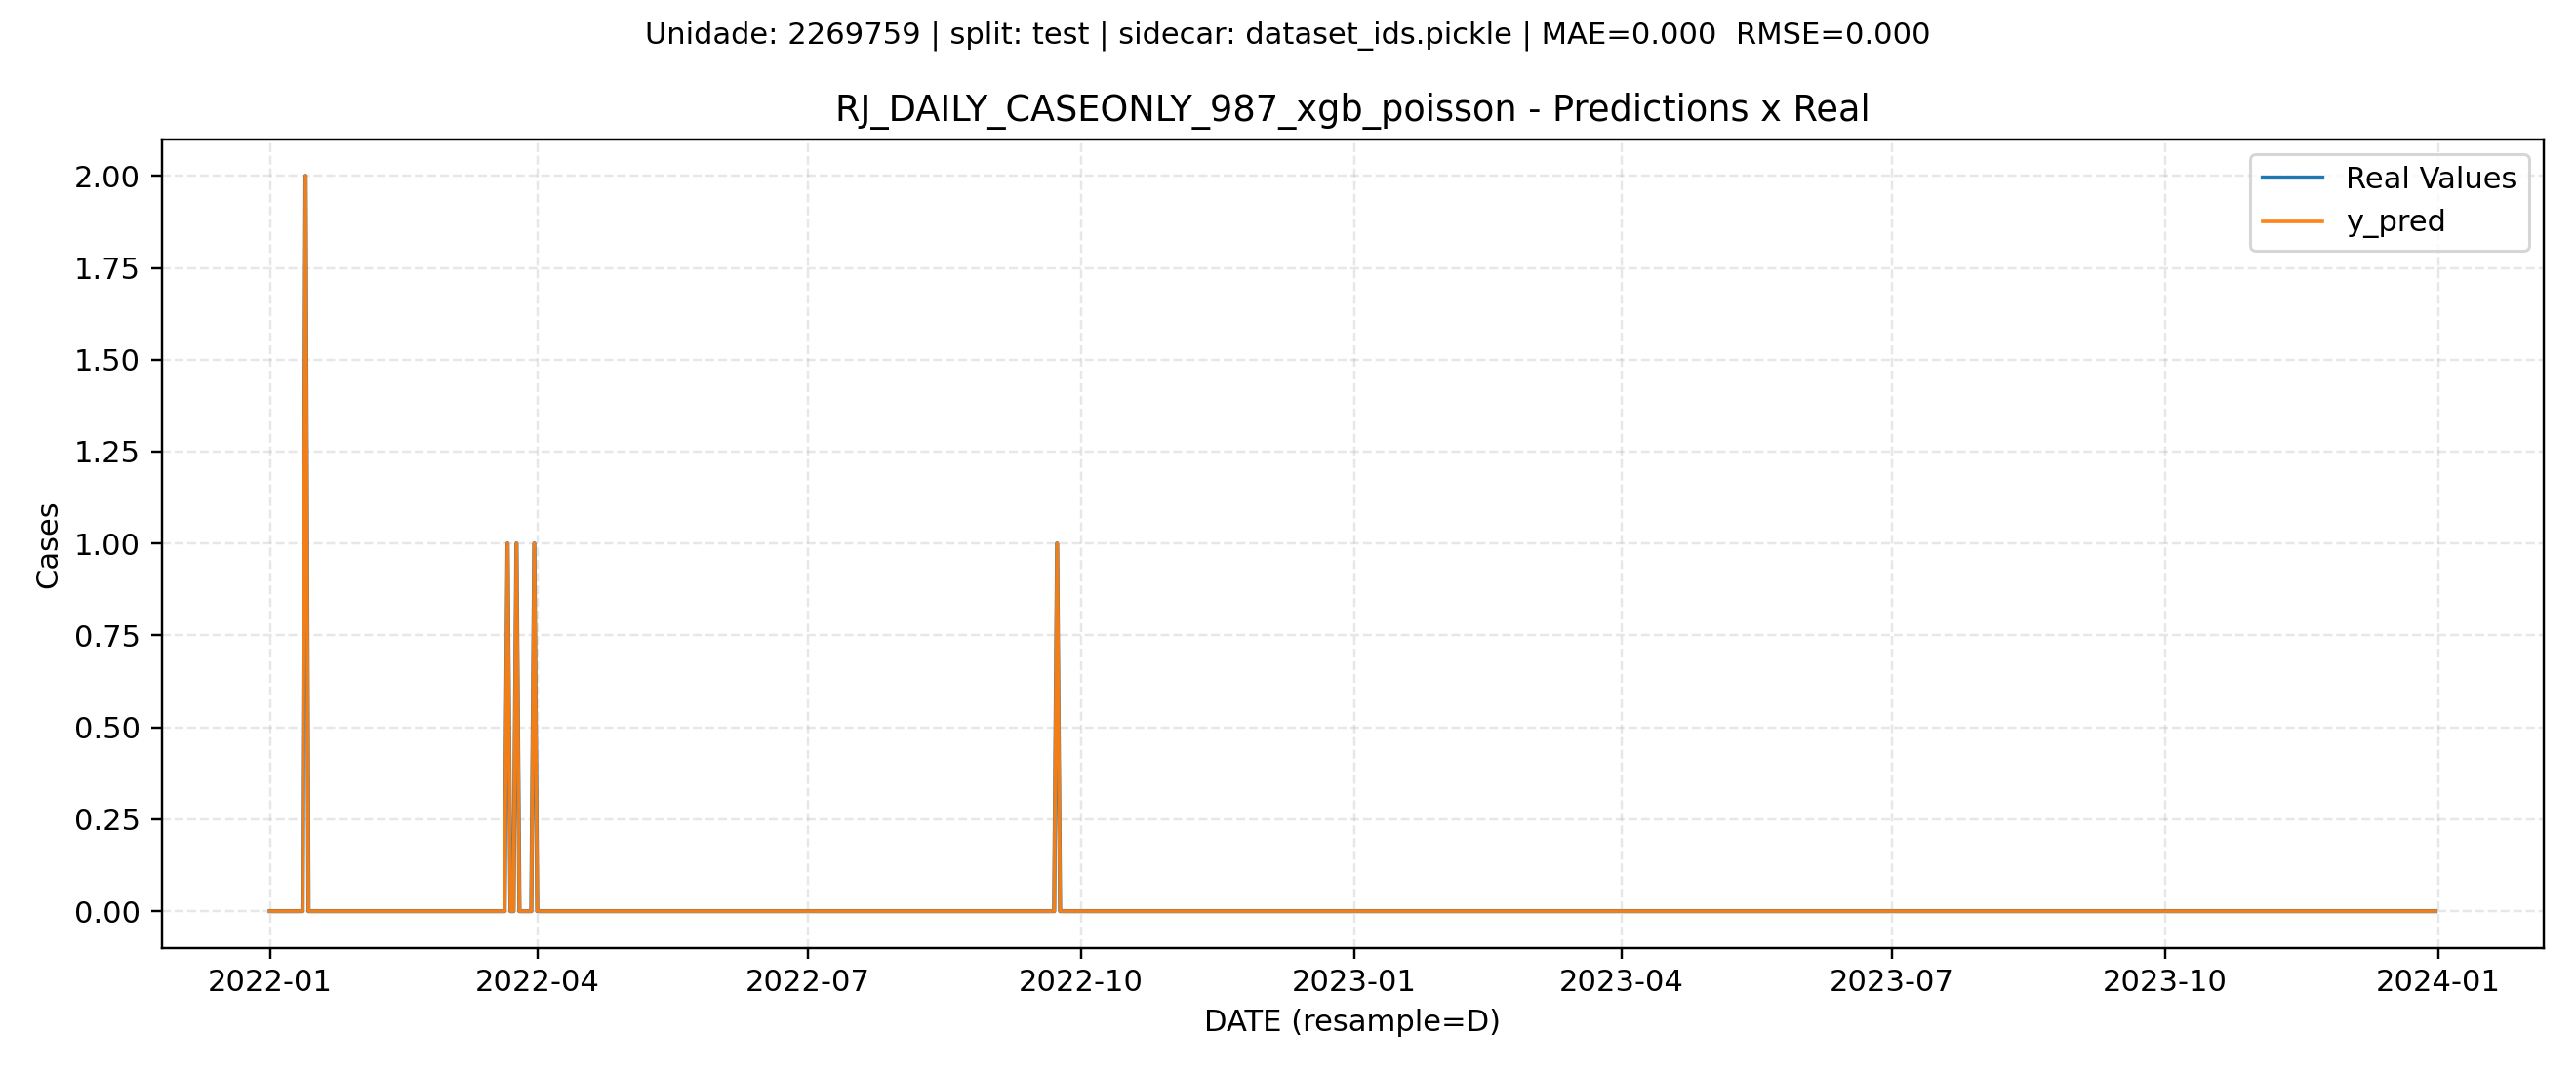 Unidade: 2269759 | split: test | sidecar: dataset_ids.pickle | MAE=0.000  RMSE=0.000
RJ_DAILY_CASEONLY_987_xgb_poisson - Predictions x Real
Real Values
y_pred
2.00
1.75
1.50
1.25
1.00
0.75
0.50
0.25
0.00
Cases
2022-01 2022-04 2022-07 2022-10 2023-01 2023-04 2023-07 2023-10 2024-01
DATE (resample=D)